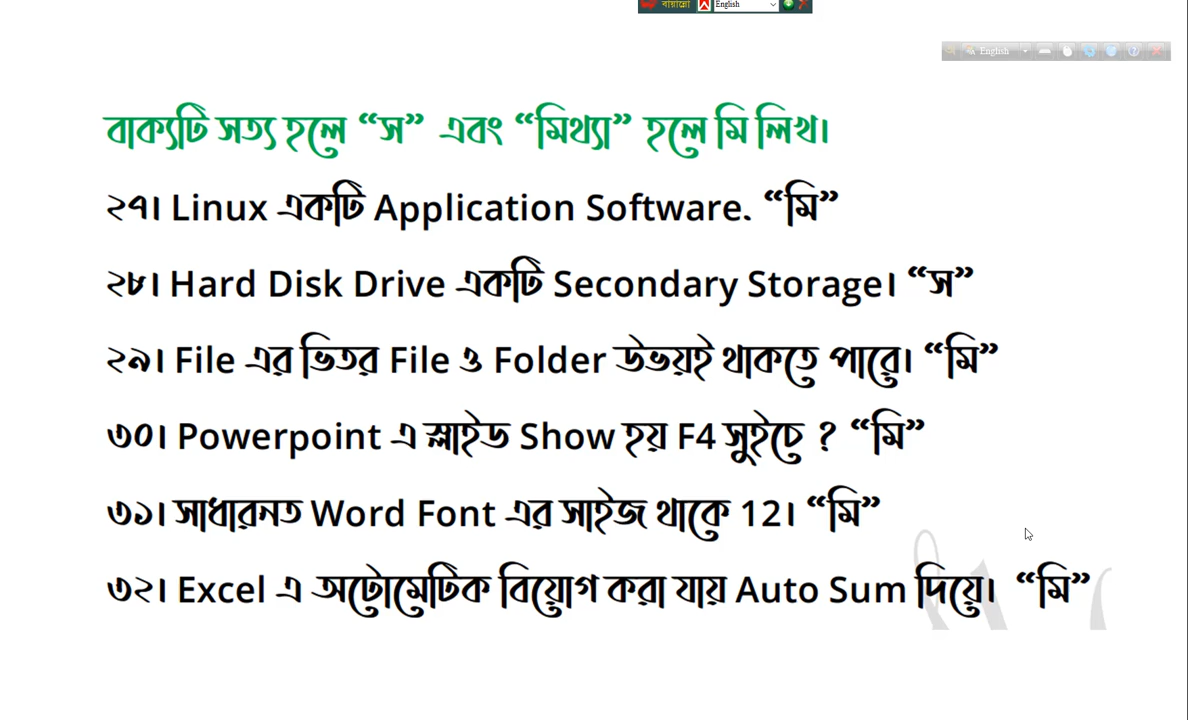 বায়ান্নো English
English
বাক্যটি সত্য হলে “স” এবং “মিথ্যা” হলে মি লিখ।
২৭। Linux একটি Application Software. “মি”
২৮। Hard Disk Drive একটি Secondary Storage। “স”
২৯। File এর ভিতর File ও Folder উভয়ই থাকতে পারে। “মি”
৩০। Powerpoint এ স্লাইড Show হয় F4 সুইচে ? “মি”
৩১। সাধারনত Word Font এর সাইজ থাকে 12। “মি”
৩২। Excel এ অটোমেটিক বিয়োগ করা যায় Auto Sum দিয়ে। “মি”